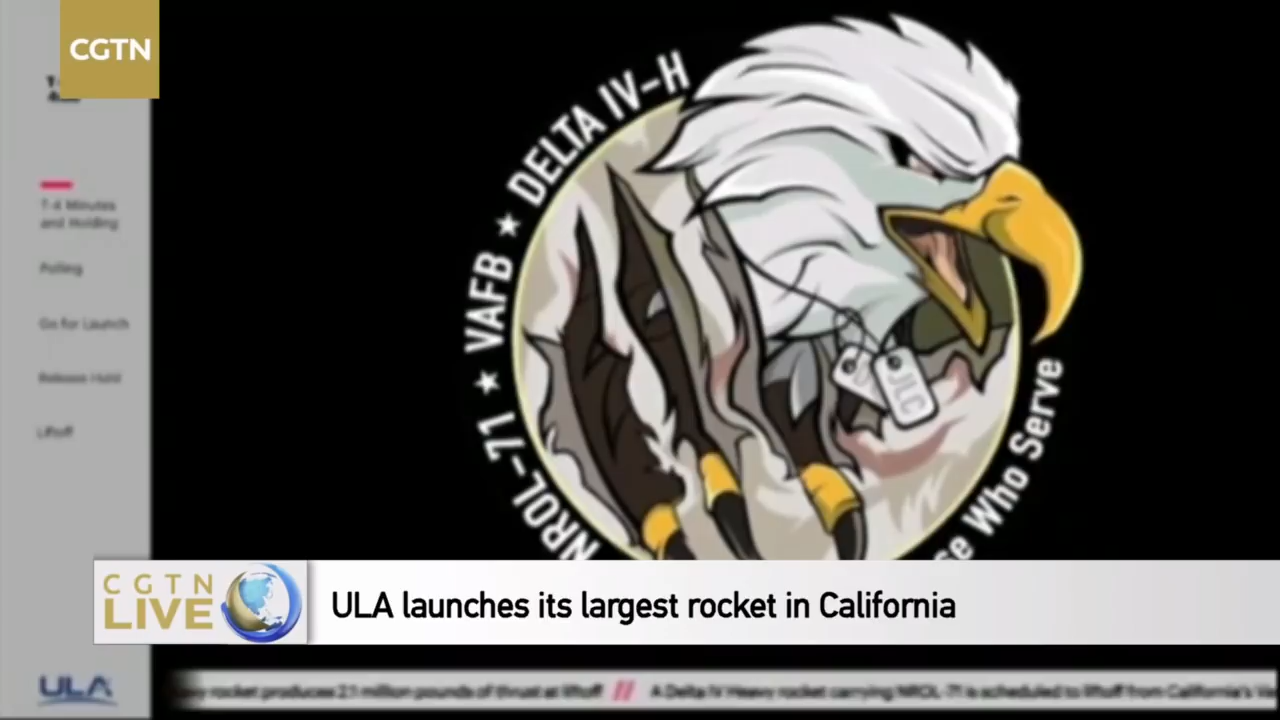 CGTN
T-4 Minutes
and Holding
Polling
Go for Launch
Release Hold
Liftoff
NROL-71 ★ VAFB ★ DELTA IV-H
JLC
Who Serve
CGTN
LIVE
ULA launches its largest rocket in California
ULA
rocket produces 2.1 million pounds of thrust at liftoff // A Delta IV Heavy rocket carrying NROL-71 is scheduled to liftoff from California's